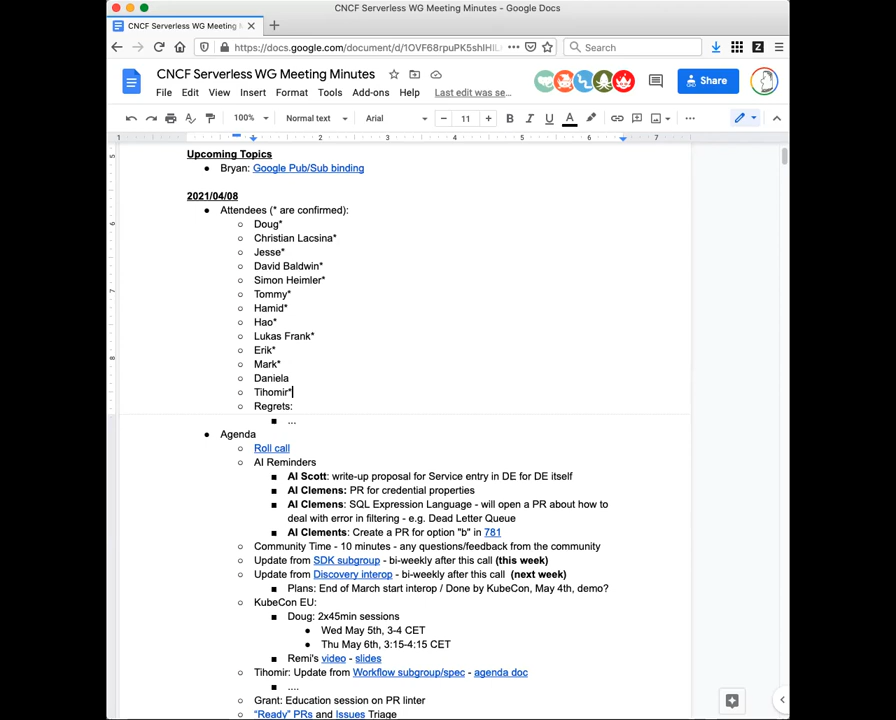 CNCF Serverless WG Meeting Minutes - Google Docs
CNCF Serverless WG Meeting
https://docs.google.com/document/d/1OVF68rpuPK5shIHIL
Search
CNCF Serverless WG Meeting Minutes
File Edit View Insert Format Tools Add-ons Help Last edit was se...
Share
100% Normal text Arial 11 B I U A
1 2 3 4 5 6 7
Upcoming Topics
Bryan: Google Pub/Sub binding
2021/04/08
Attendees (* are confirmed):
Doug*
Christian Lacsina*
Jesse*
David Baldwin*
Simon Heimler*
Tommy*
Hamid*
Hao*
Lukas Frank*
Erik*
Mark*
Daniela
Tihomir*
Regrets:
...
Agenda
Roll call
AI Reminders
AI Scott: write-up proposal for Service entry in DE for DE itself
AI Clemens: PR for credential properties
AI Clemens: SQL Expression Language - will open a PR about how to
deal with error in filtering - e.g. Dead Letter Queue
AI Clements: Create a PR for option "b" in 781
Community Time - 10 minutes - any questions/feedback from the community
Update from SDK subgroup - bi-weekly after this call (this week)
Update from Discovery interop - bi-weekly after this call (next week)
Plans: End of March start interop / Done by KubeCon, May 4th, demo?
KubeCon EU:
Doug: 2x45min sessions
Wed May 5th, 3-4 CET
Thu May 6th, 3:15-4:15 CET
Remi's video - slides
Tihomir: Update from Workflow subgroup/spec - agenda doc
....
Grant: Education session on PR linter
"Ready" PRs and Issues Triage